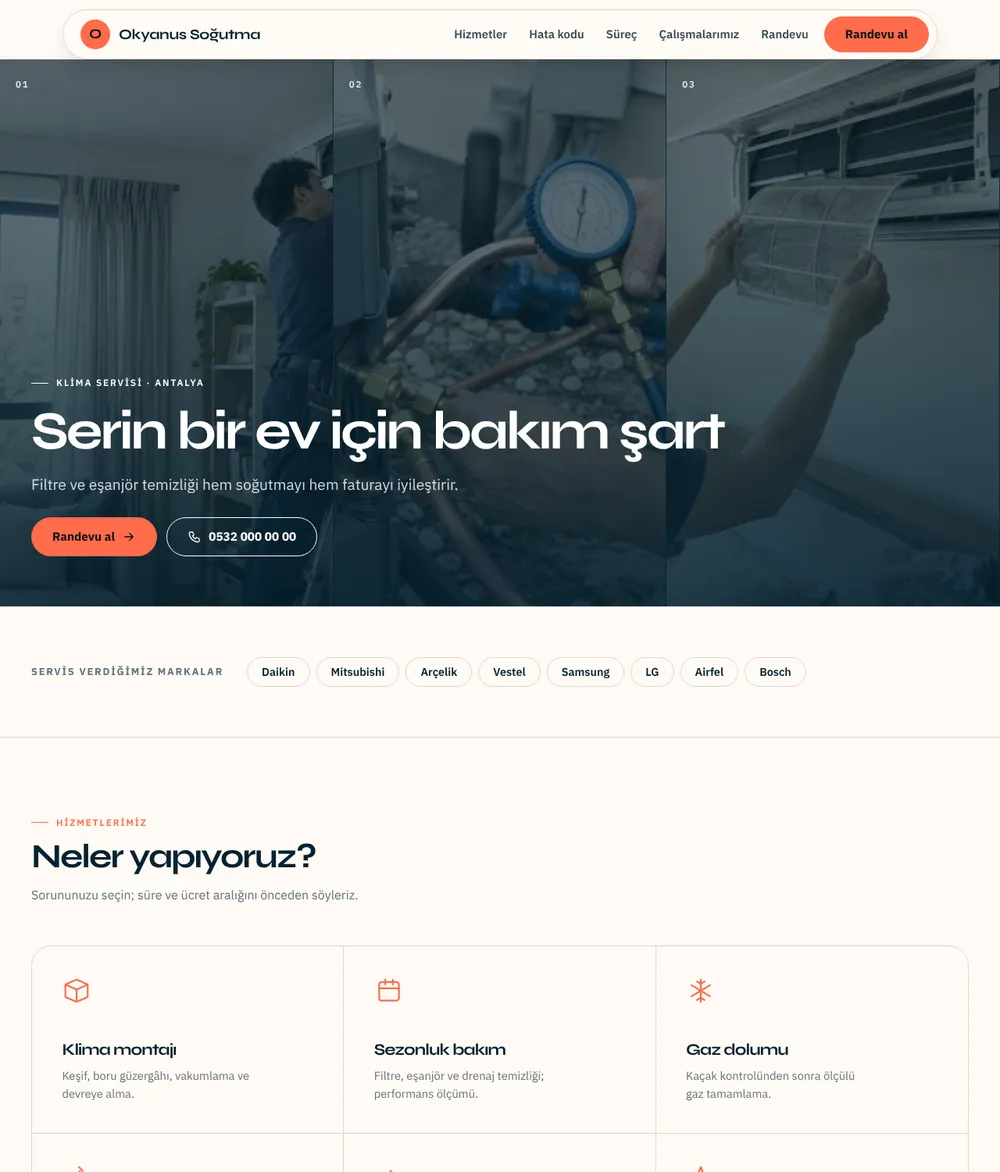 O Okyanus Soğutma Hizmetler Hata kodu Süreç Çalışmalarımız Randevu Randevu al
01 02 03
KLİMA SERVİSİ · ANTALYA
Serin bir ev için bakım şart
Filtre ve eşanjör temizliği hem soğutmayı hem faturayı iyileştirir.
Randevu al → 0532 000 00 00
SERVİS VERDİĞİMİZ MARKALAR Daikin Mitsubishi Arçelik Vestel Samsung LG Airfel Bosch
HİZMETLERİMİZ
Neler yapıyoruz?
Sorununuzu seçin; süre ve ücret aralığını önceden söyleriz.
Klima montajı
Keşif, boru güzergâhı, vakumlama ve
devreye alma.
Sezonluk bakım
Filtre, eşanjör ve drenaj temizliği;
performans ölçümü.
Gaz dolumu
Kaçak kontrolünden sonra ölçülü
gaz tamamlama.